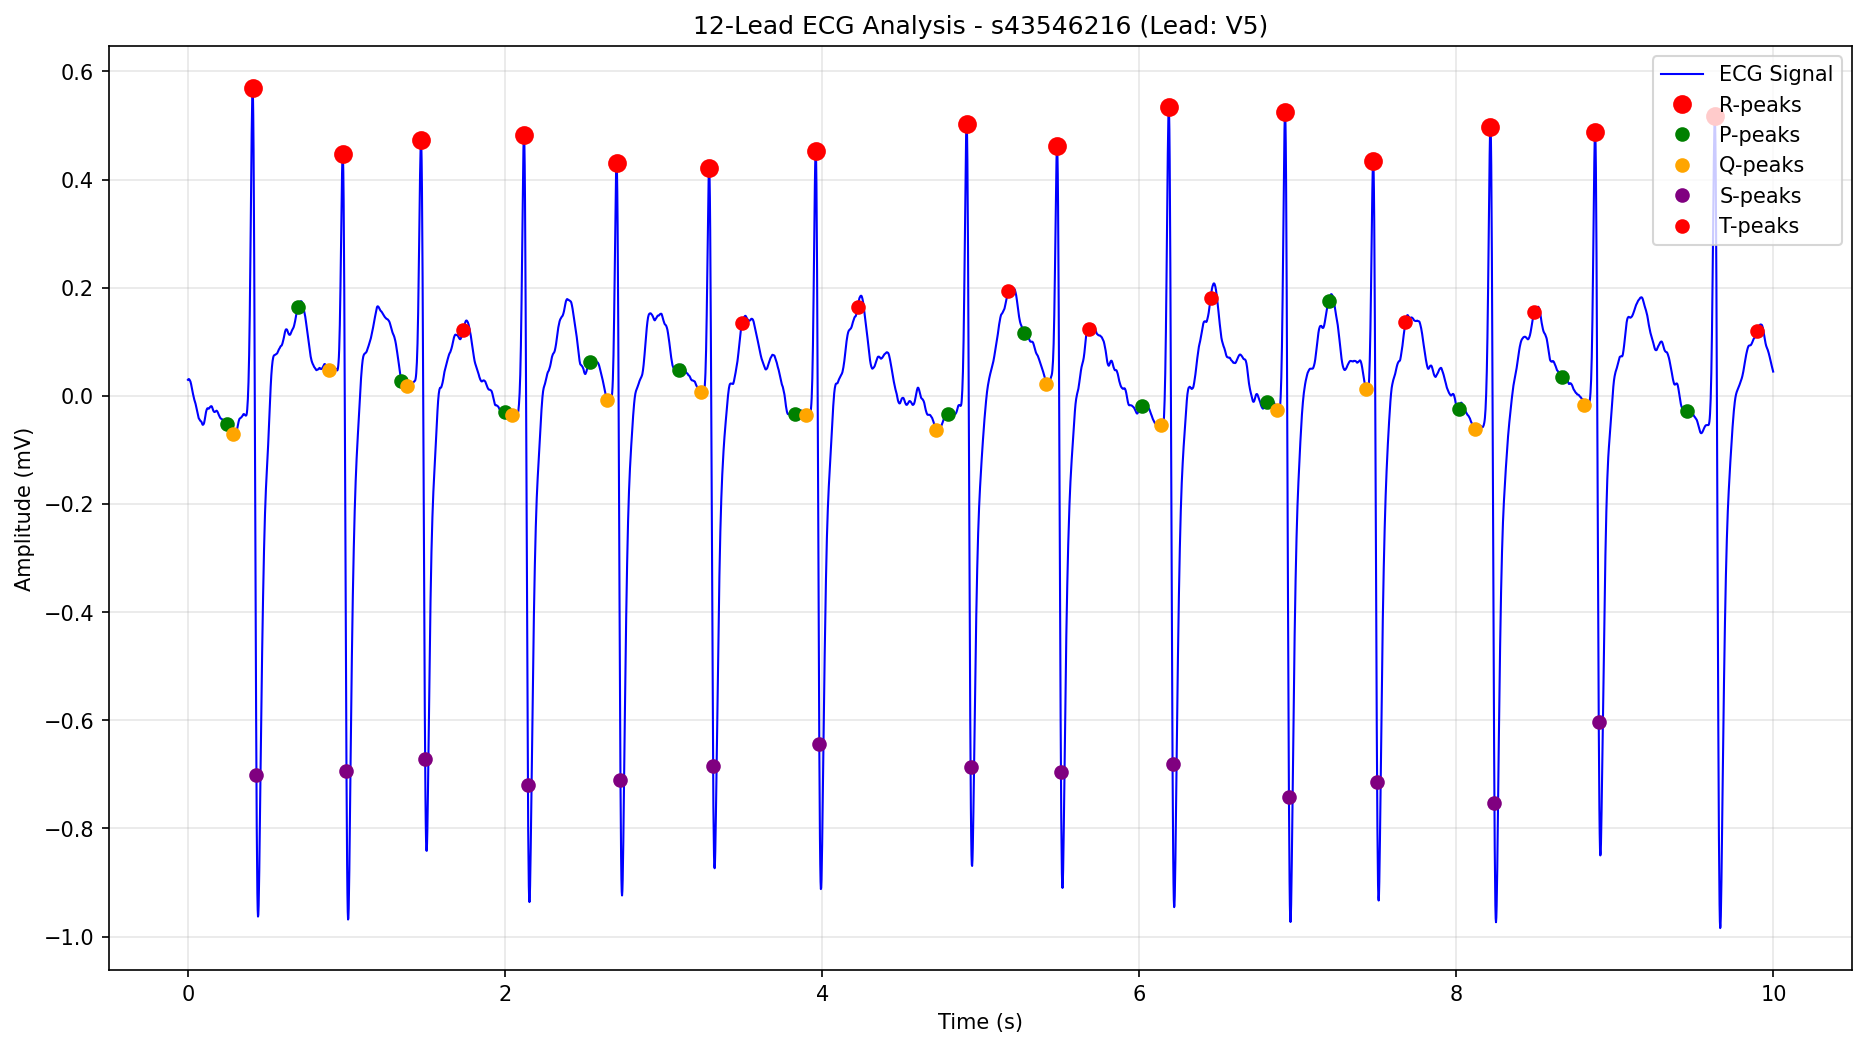 12-Lead ECG Analysis - s43546216 (Lead: V5)
ECG Signal
R-peaks
P-peaks
Q-peaks
S-peaks
T-peaks
Amplitude (mV)
0.6
0.4
0.2
0.0
−0.2
−0.4
−0.6
−0.8
−1.0
0
2
4
6
8
10
Time (s)